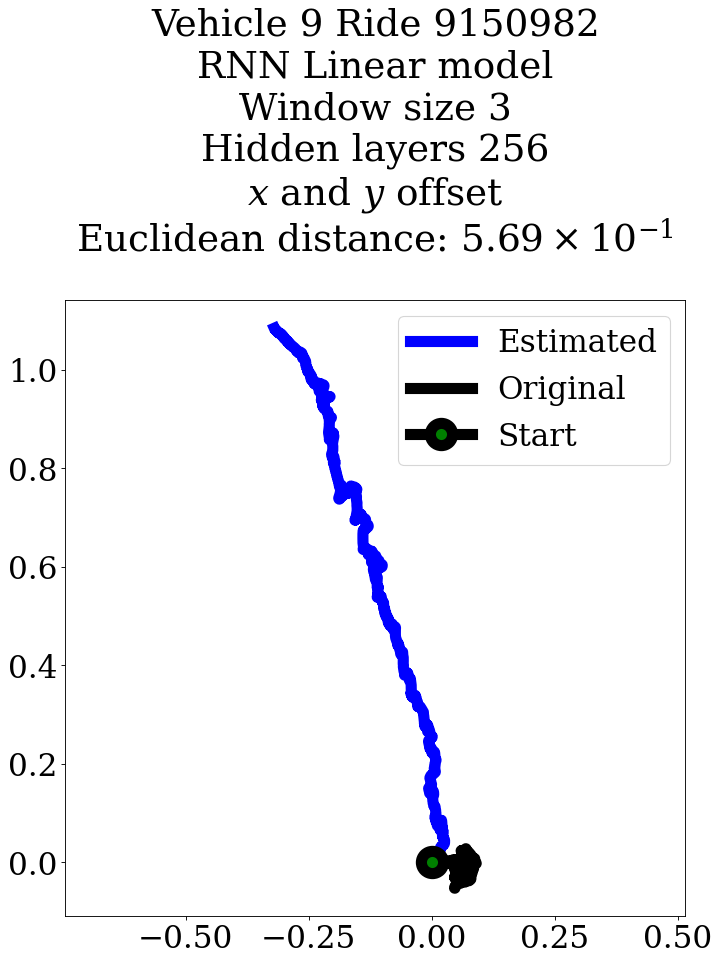 Vehicle 9 Ride 9150982
RNN Linear model
Window size 3
Hidden layers 256
x and y offset
Euclidean distance: 5.69 × 10⁻¹
Estimated
Original
Start
1.0
0.8
0.6
0.4
0.2
0.0
−0.50 −0.25 0.00 0.25 0.50